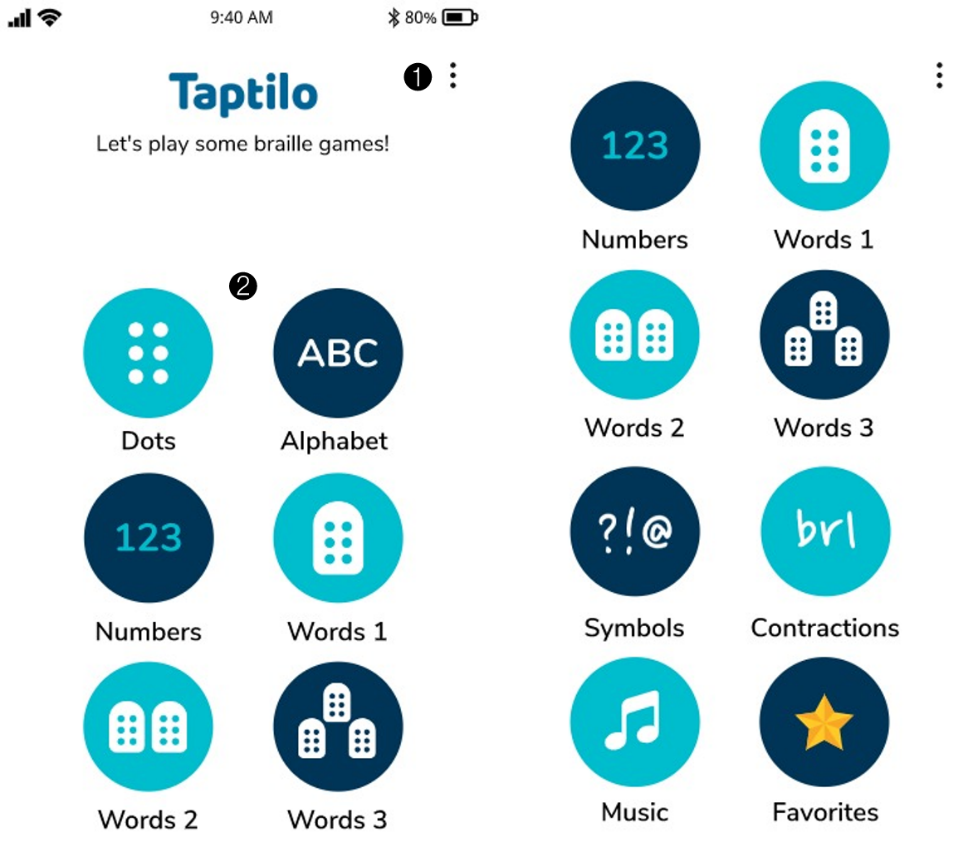 9:40 AM
80%
❶
Taptilo
Let's play some braille games!
❷
ABC
Dots
Alphabet
123
Numbers
Words 1
Words 2
Words 3
123
Numbers
Words 1
Words 2
Words 3
?!@
brl
Symbols
Contractions
Music
Favorites